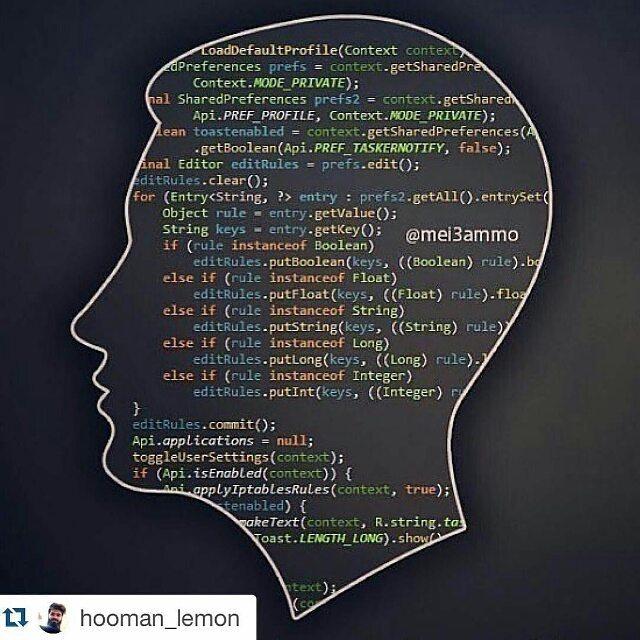 LoadDefaultProfile(Context context)
edPreferences prefs = context.getSharedPre
Context.MODE_PRIVATE);
nal SharedPreferences prefs2 = context.getSharedP
Api.PREF_PROFILE, Context.MODE_PRIVATE);
lean toastenabled = context.getSharedPreferences(A
.getBoolean(Api.PREF_TASKERNOTIFY, false);
inal Editor editRules = prefs.edit();
editRules.clear();
for (Entry<String, ?> entry : prefs2.getAll().entrySet(
Object rule = entry.getValue();
String keys = entry.getKey();
@mei3ammo
if (rule instanceof Boolean)
editRules.putBoolean(keys, ((Boolean) rule).bo
else if (rule instanceof Float)
editRules.putFloat(keys, ((Float) rule).floa
else if (rule instanceof String)
editRules.putString(keys, ((String) rule)
else if (rule instanceof Long)
editRules.putLong(keys, ((Long) rule).
else if (rule instanceof Integer)
editRules.putInt(keys, ((Integer) ru
}
editRules.commit();
Api.applications = null;
toggleUserSettings(context);
if (Api.isEnabled(context)) {
Api.applyIptablesRules(context, true);
stenabled) {
makeText(context, R.string.tas
Toast.LENGTH_LONG).show()
ntext);
(co
hooman_lemon